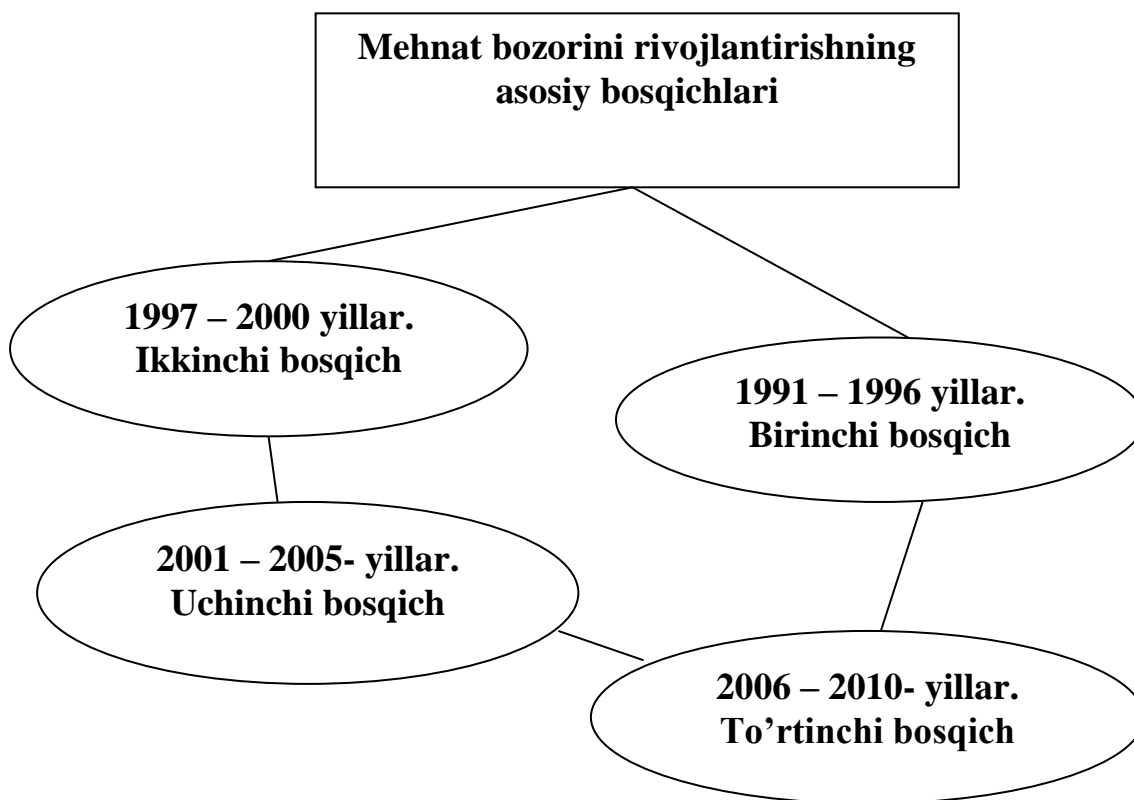 Mehnat bozorini rivojlantirishning
asosiy bosqichlari
1997 – 2000 yillar.
Ikkinchi bosqich
1991 – 1996 yillar.
Birinchi bosqich
2001 – 2005- yillar.
Uchinchi bosqich
2006 – 2010- yillar.
To’rtinchi bosqich